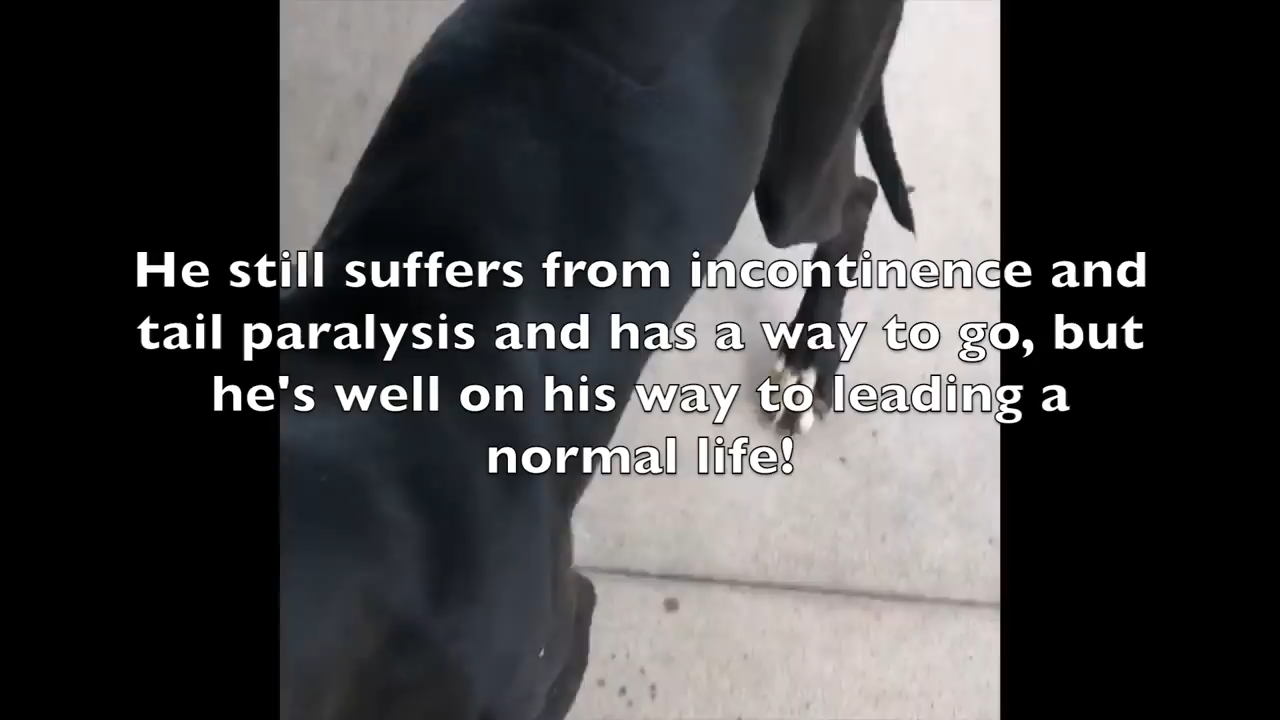 He still suffers from incontinence and
tail paralysis and has a way to go, but
he's well on his way to leading a
normal life!